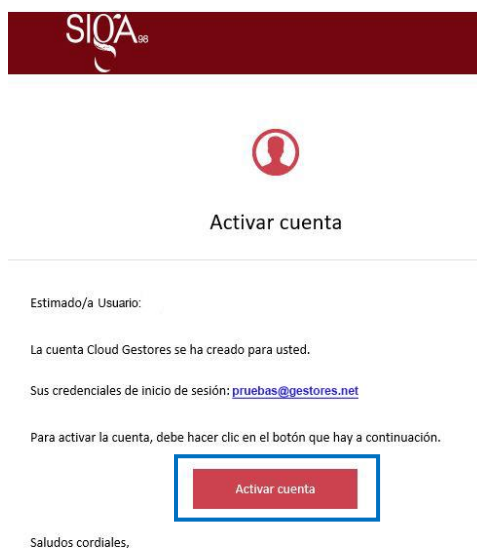 SIQA 98
Activar cuenta
Estimado/a Usuario:
La cuenta Cloud Gestores se ha creado para usted.
Sus credenciales de inicio de sesión: pruebas@gestores.net
Para activar la cuenta, debe hacer clic en el botón que hay a continuación.
Activar cuenta
Saludos cordiales,